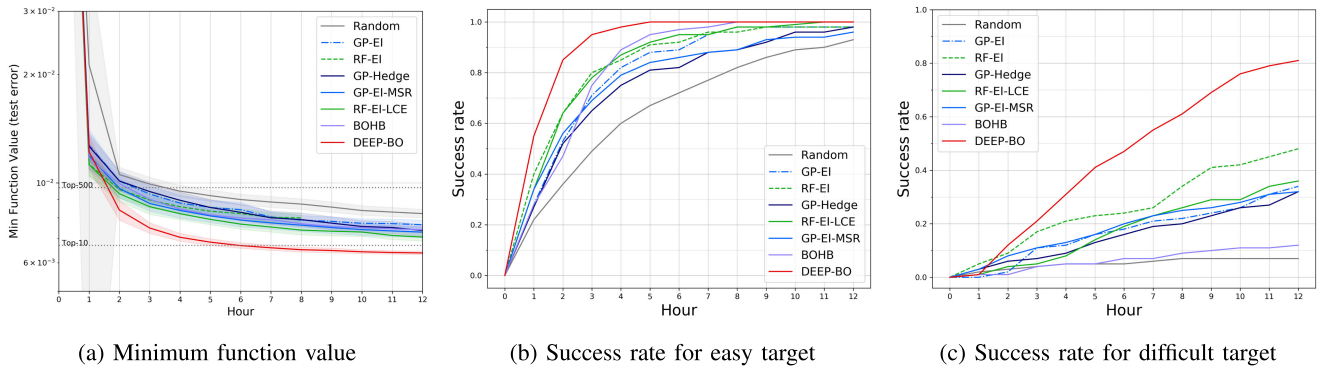 Min Function Value (test error)
3 × 10⁻²
2 × 10⁻²
10⁻²
6 × 10⁻³
Top-500
Top-10
Random
GP-EI
RF-EI
GP-Hedge
GP-EI-MSR
RF-EI-LCE
BOHB
DEEP-BO
0 1 2 3 4 5 6 7 8 9 10 11 12
Hour
(a) Minimum function value
Success rate
1.0
0.8
0.6
0.4
0.2
0.0
Random
GP-EI
RF-EI
GP-Hedge
RF-EI-LCE
GP-EI-MSR
BOHB
DEEP-BO
0 1 2 3 4 5 6 7 8 9 10 11 12
Hour
(b) Success rate for easy target
Success rate
1.0
0.8
0.6
0.4
0.2
0.0
Random
GP-EI
RF-EI
GP-Hedge
RF-EI-LCE
GP-EI-MSR
BOHB
DEEP-BO
0 1 2 3 4 5 6 7 8 9 10 11 12
Hour
(c) Success rate for difficult target